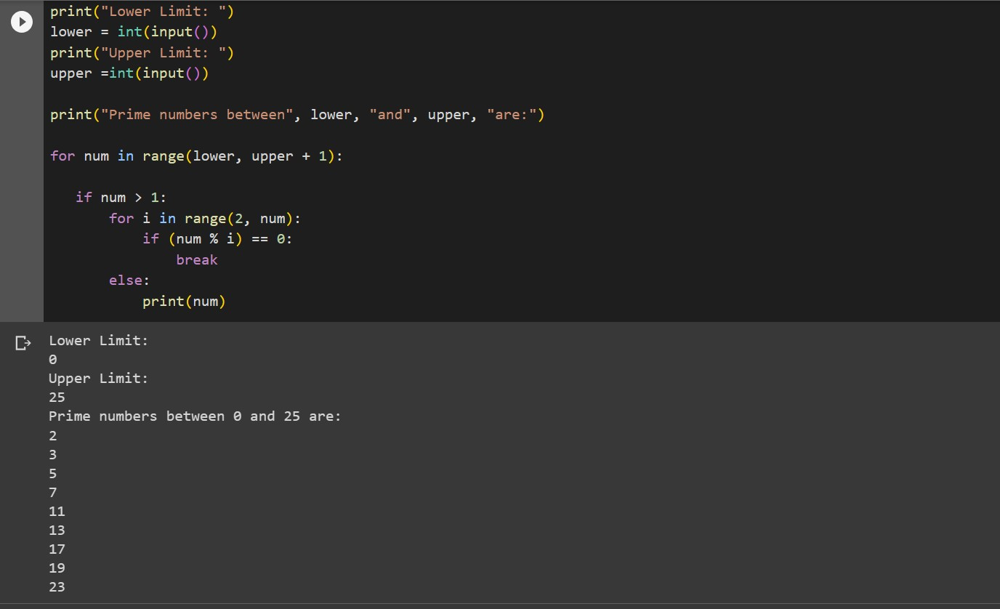 print("Lower Limit: ")
lower = int(input())
print("Upper Limit: ")
upper =int(input())
print("Prime numbers between", lower, "and", upper, "are:")
for num in range(lower, upper + 1):
   if num > 1:
       for i in range(2, num):
           if (num % i) == 0:
               break
       else:
           print(num)
Lower Limit:
0
Upper Limit:
25
Prime numbers between 0 and 25 are:
2
3
5
7
11
13
17
19
23